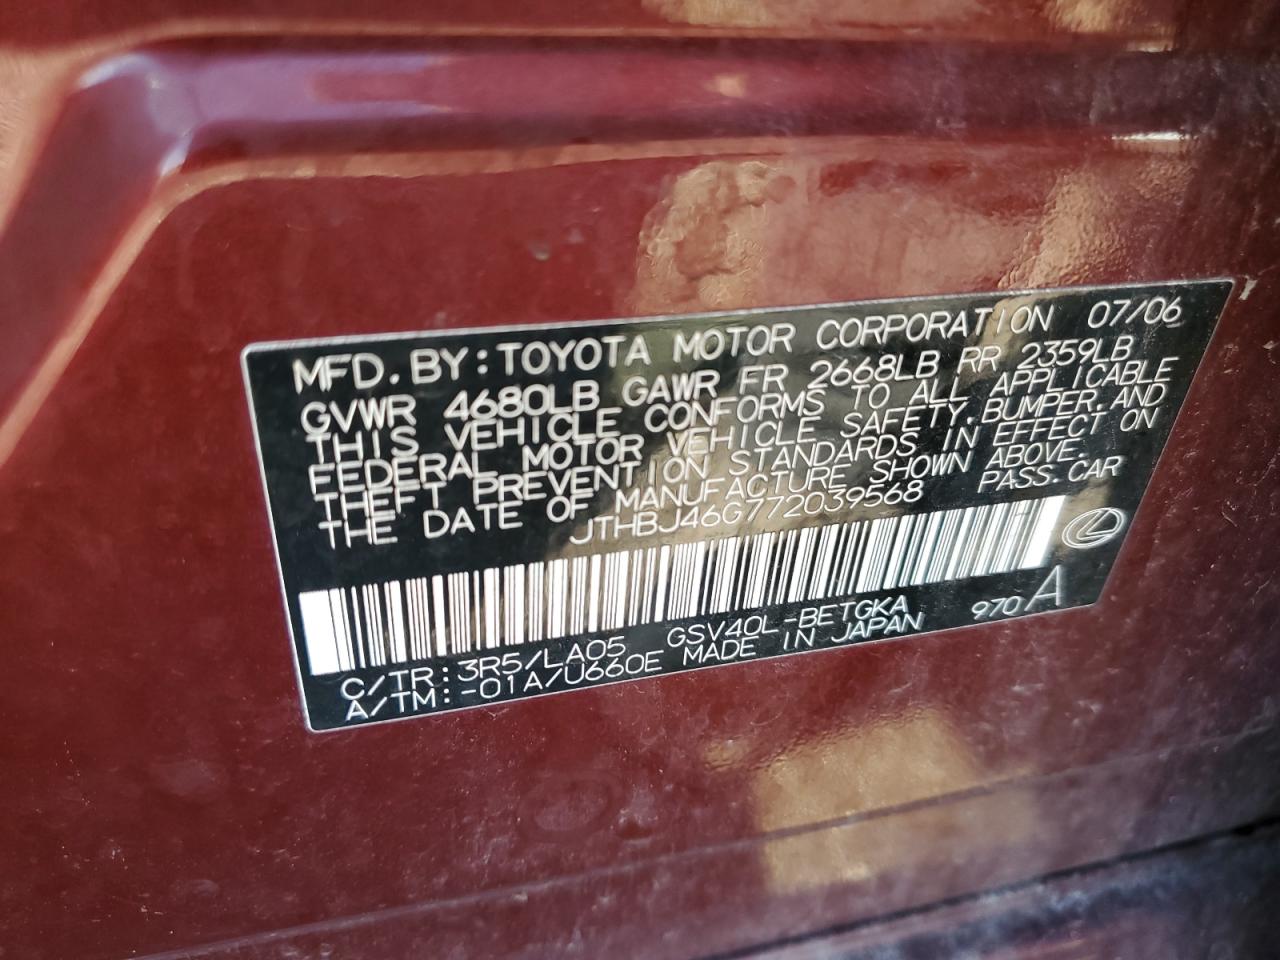 MFD. BY: TOYOTA MOTOR CORPORATION 07/06
GVWR 4680LB GAWR FR 2668LB RR 2359LB
THIS VEHICLE CONFORMS TO ALL APPLICABLE
FEDERAL MOTOR VEHICLE SAFETY, BUMPER, AND
THEFT PREVENTION STANDARDS IN EFFECT ON
THE DATE OF MANUFACTURE SHOWN ABOVE.
JTHBJ46G772039568 PASS. CAR
C/TR: 3R5/LA05 GSV40L-BETGKA 970 A
A/TM: -01A/U660E MADE IN JAPAN